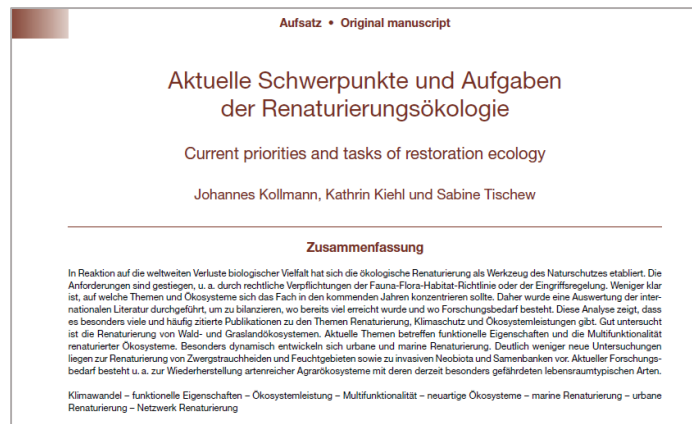 Aufsatz • Original manuscript
Aktuelle Schwerpunkte und Aufgaben
der Renaturierungsökologie
Current priorities and tasks of restoration ecology
Johannes Kollmann, Kathrin Kiehl und Sabine Tischew
Zusammenfassung
In Reaktion auf die weltweiten Verluste biologischer Vielfalt hat sich die ökologische Renaturierung als Werkzeug des Naturschutzes etabliert. Die
Anforderungen sind gestiegen, u. a. durch rechtliche Verpflichtungen der Fauna-Flora-Habitat-Richtlinie oder der Eingriffsregelung. Weniger klar
ist, auf welche Themen und Ökosysteme sich das Fach in den kommenden Jahren konzentrieren sollte. Daher wurde eine Auswertung der inter-
nationalen Literatur durchgeführt, um zu bilanzieren, wo bereits viel erreicht wurde und wo Forschungsbedarf besteht. Diese Analyse zeigt, dass
es besonders viele und häufig zitierte Publikationen zu den Themen Renaturierung, Klimaschutz und Ökosystemleistungen gibt. Gut untersucht
ist die Renaturierung von Wald- und Graslandökosystemen. Aktuelle Themen betreffen funktionelle Eigenschaften und die Multifunktionalität
renaturierter Ökosysteme. Besonders dynamisch entwickeln sich urbane und marine Renaturierung. Deutlich weniger neue Untersuchungen
liegen zur Renaturierung von Zwergstrauchheiden und Feuchtgebieten sowie zu invasiven Neobiota und Samenbanken vor. Aktueller Forschungs-
bedarf besteht u. a. zur Wiederherstellung artenreicher Agrarökosysteme mit deren derzeit besonders gefährdeten lebensraumtypischen Arten.
Klimawandel – funktionelle Eigenschaften – Ökosystemleistung – Multifunktionalität – neuartige Ökosysteme – marine Renaturierung – urbane
Renaturierung – Netzwerk Renaturierung